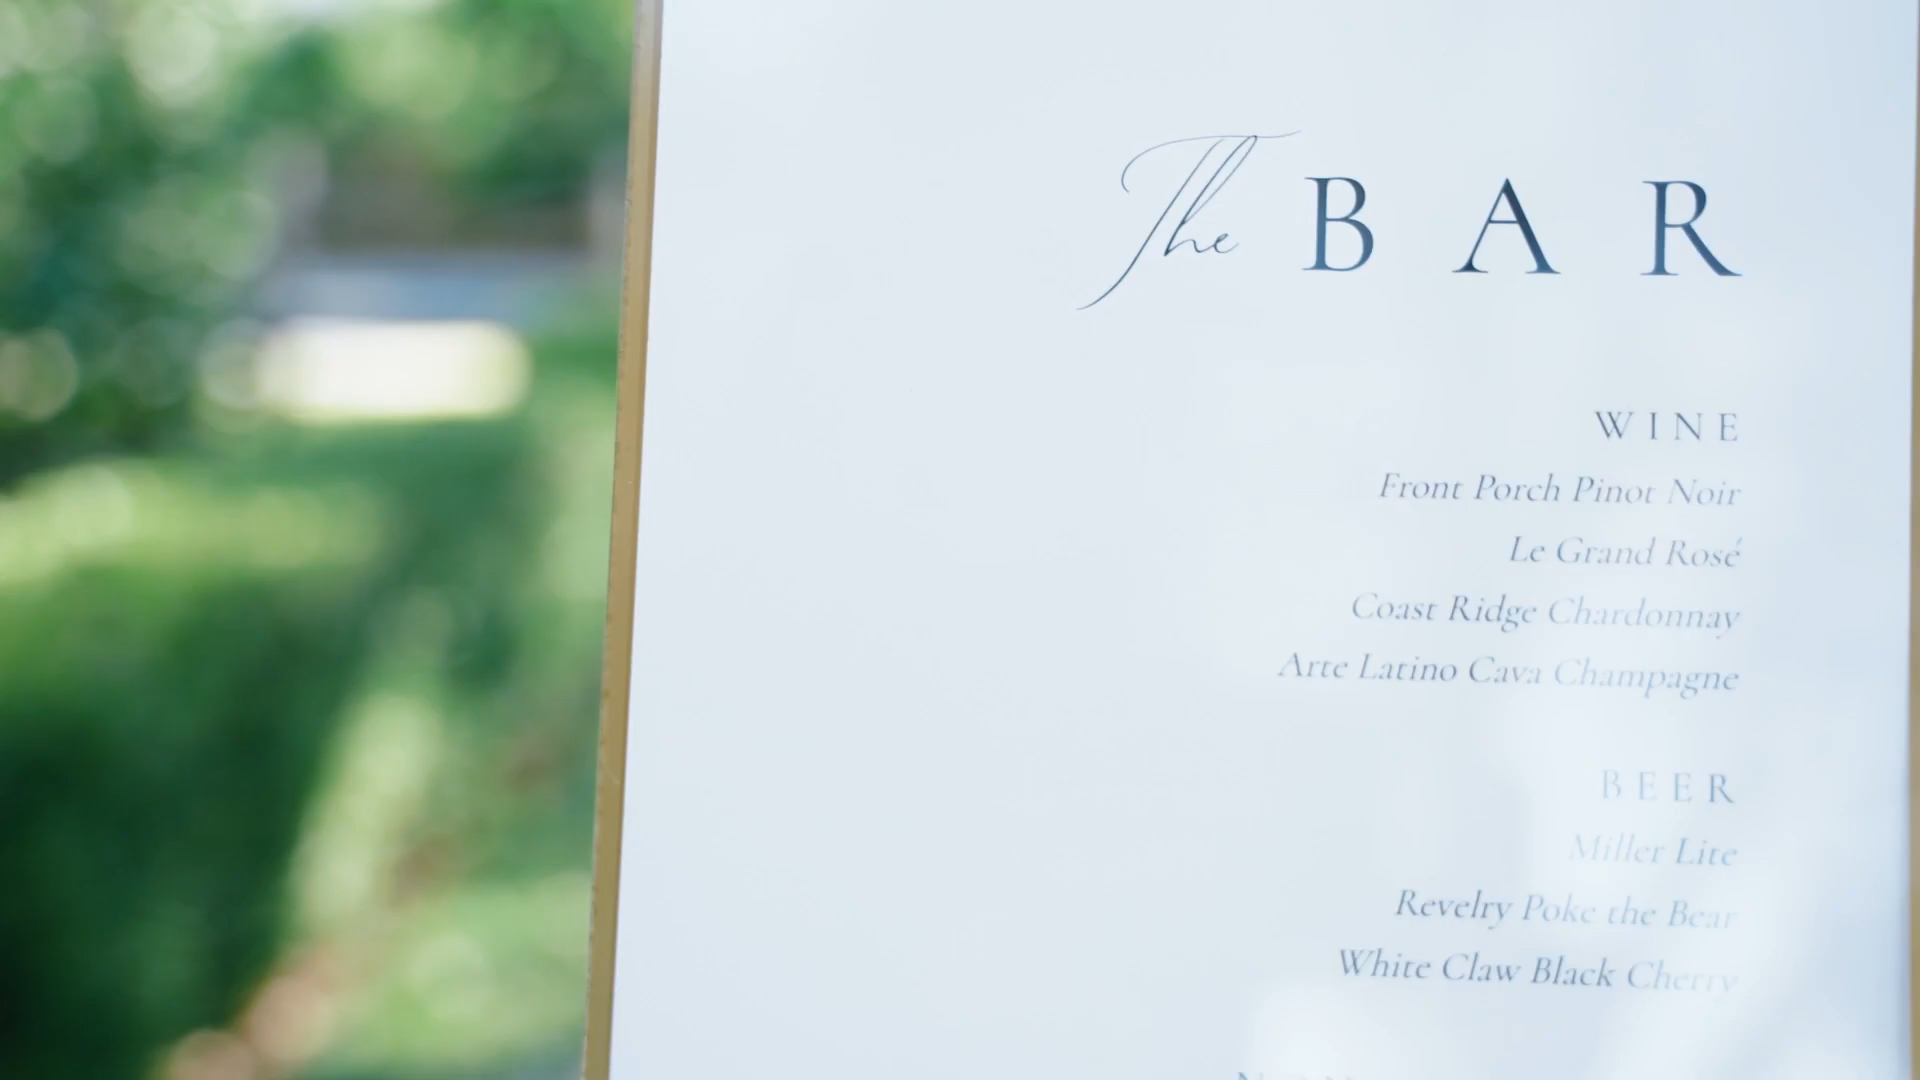 The BAR
WINE
Front Porch Pinot Noir
Le Grand Rosé
Coast Ridge Chardonnay
Arte Latino Cava Champagne
BEER
Miller Lite
Revelry Poke the Bear
White Claw Black Cherry